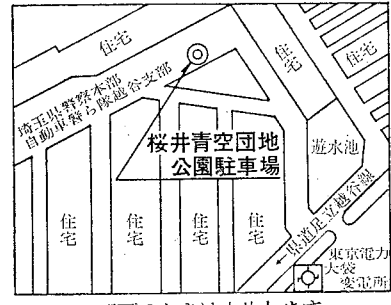 住宅
埼玉県警察本部
自動車警ら隊越谷支部
住宅
住宅
桜井青空団地
公園駐車場
遊水池
住宅
住宅
住宅
住宅
←県道足立越谷線
東京電力
大袋
変電所